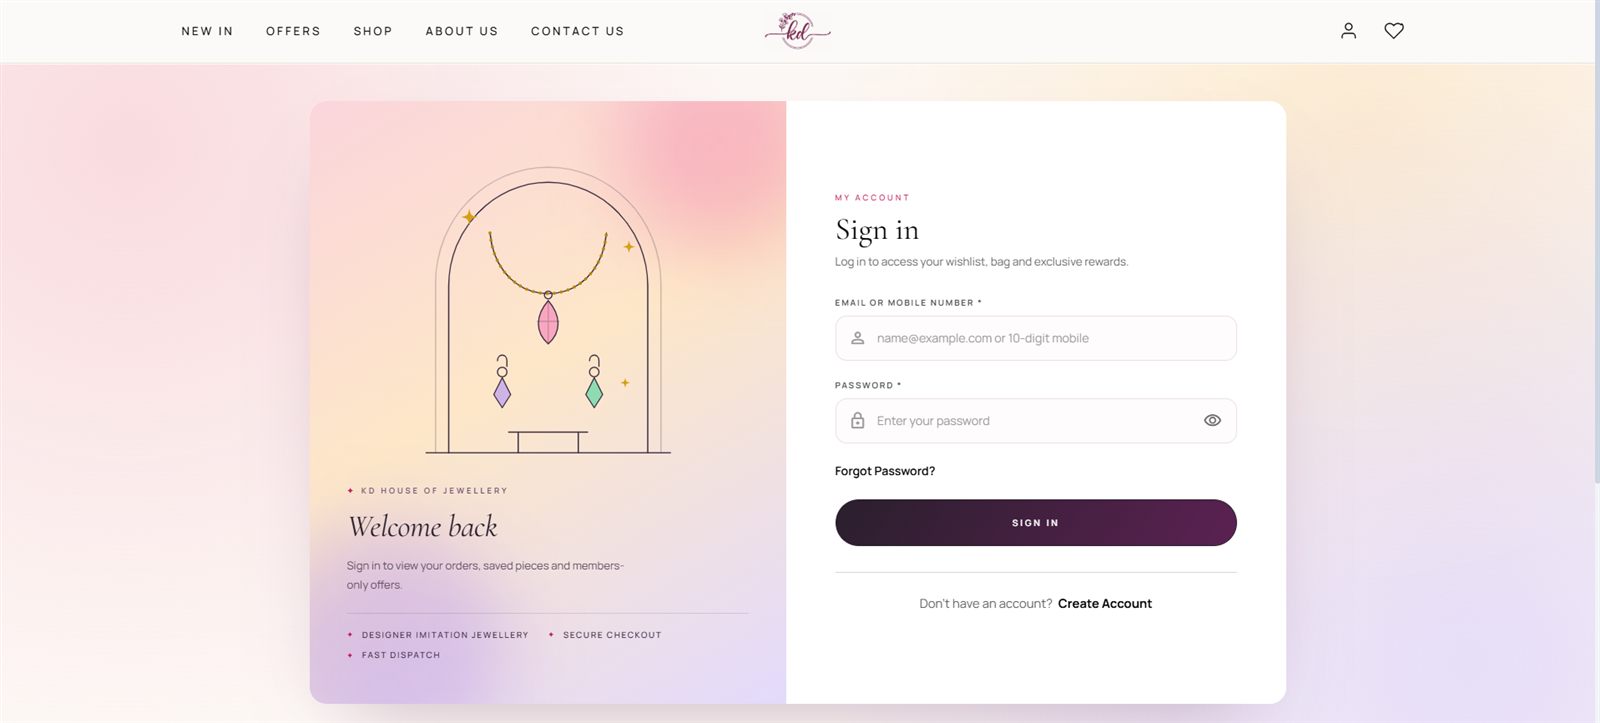 NEW IN
OFFERS
SHOP
ABOUT US
CONTACT US
kd
KD HOUSE OF JEWELLERY
Welcome back
Sign in to view your orders, saved pieces and members-
only offers.
DESIGNER IMITATION JEWELLERY
SECURE CHECKOUT
FAST DISPATCH
MY ACCOUNT
Sign in
Log in to access your wishlist, bag and exclusive rewards.
EMAIL OR MOBILE NUMBER *
name@example.com or 10-digit mobile
PASSWORD *
Enter your password
Forgot Password?
SIGN IN
Don't have an account? Create Account